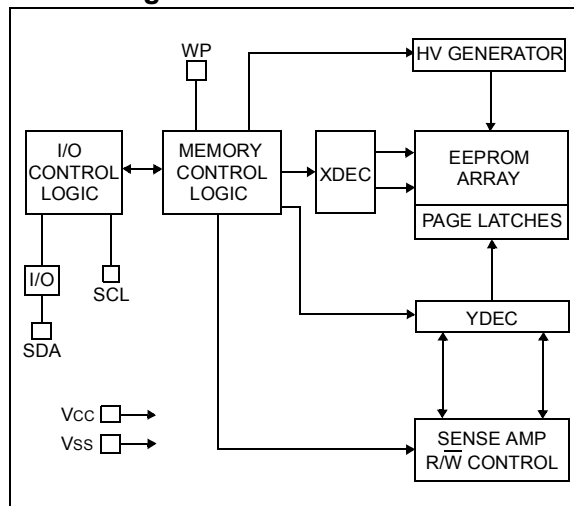 WP
HV GENERATOR
I/O
CONTROL
LOGIC
MEMORY
CONTROL
LOGIC
XDEC
EEPROM
ARRAY
PAGE LATCHES
I/O
SCL
SDA
YDEC
VCC
VSS
SENSE AMP
R/W̅ CONTROL